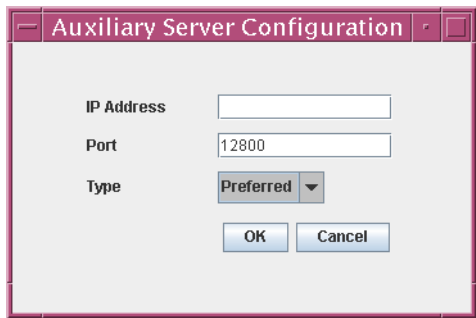 Auxiliary Server Configuration
IP Address
Port 12800
Type Preferred
OK Cancel